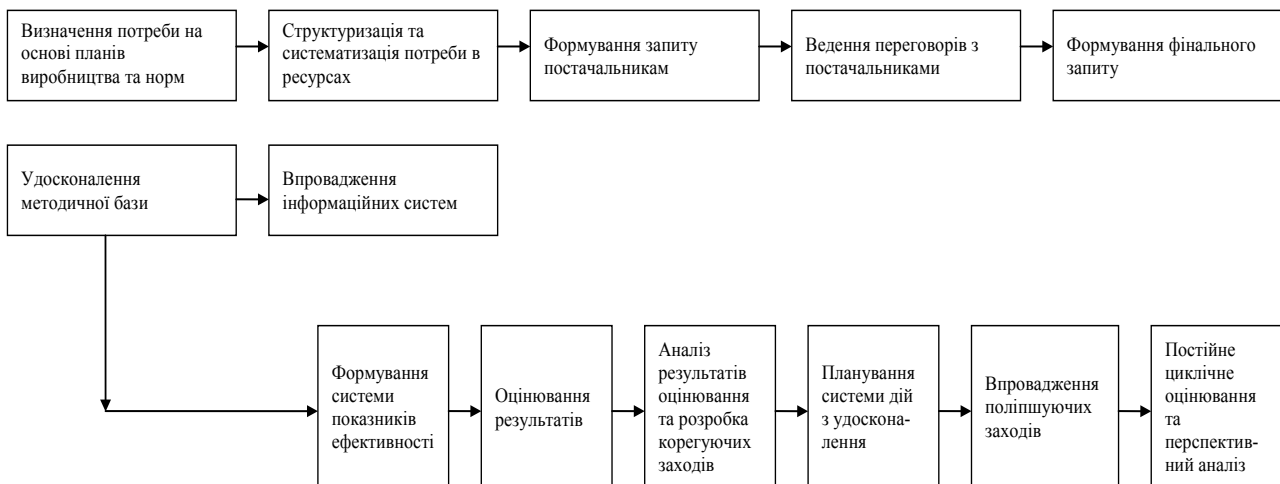 Визначення потреби на
основі планів
виробництва та норм
Структуризація та
систематизація потреби в
ресурсах
Формування запиту
постачальникам
Ведення переговорів з
постачальниками
Формування фінального
запиту
Удосконалення
методичної бази
Впровадження
інформаційних систем
Формування
системи
показників
ефективності
Оцінювання
результатів
Аналіз
результатів
оцінювання
та розробка
корегуючих
заходів
Планування
системи дій
з удоскона-
лення
Впровадження
поліпшуючих
заходів
Постійне
циклічне
оцінювання
та
перспектив-
ний аналіз